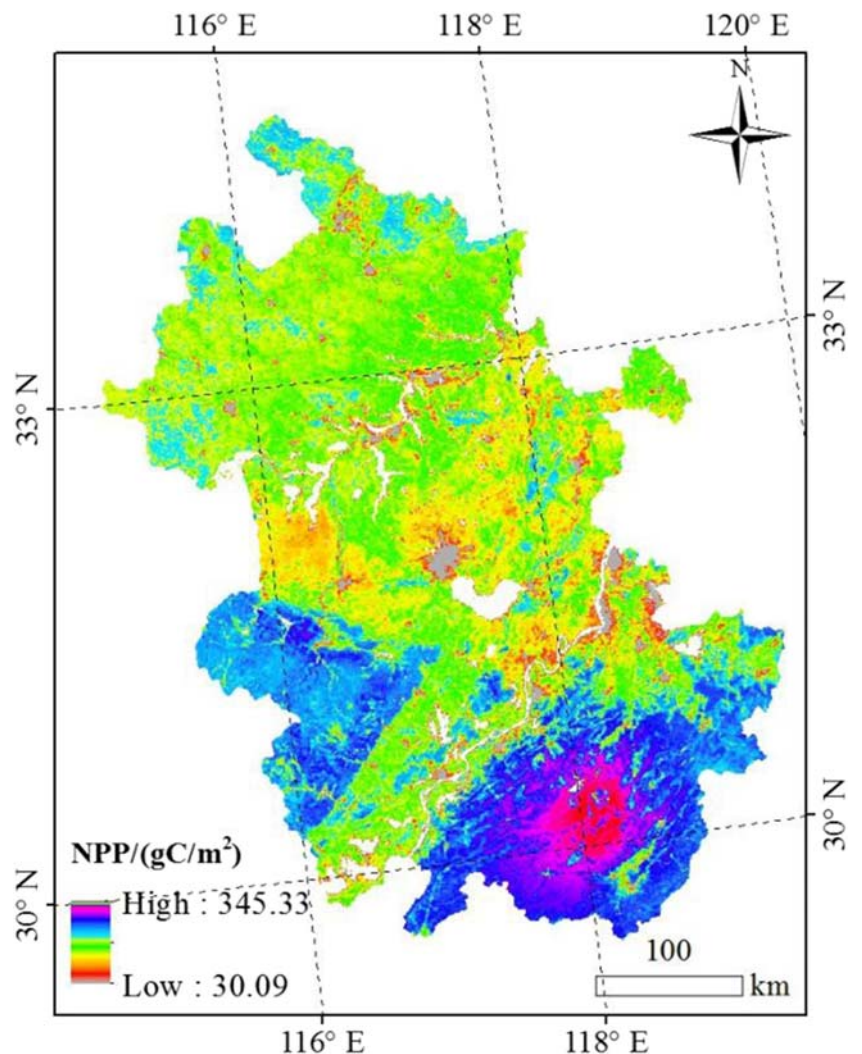 116° E 118° E 120° E
N
33° N
33° N
30° N
NPP/(gC/m²)
High : 345.33
30° N
Low : 30.09
100
km
116° E 118° E